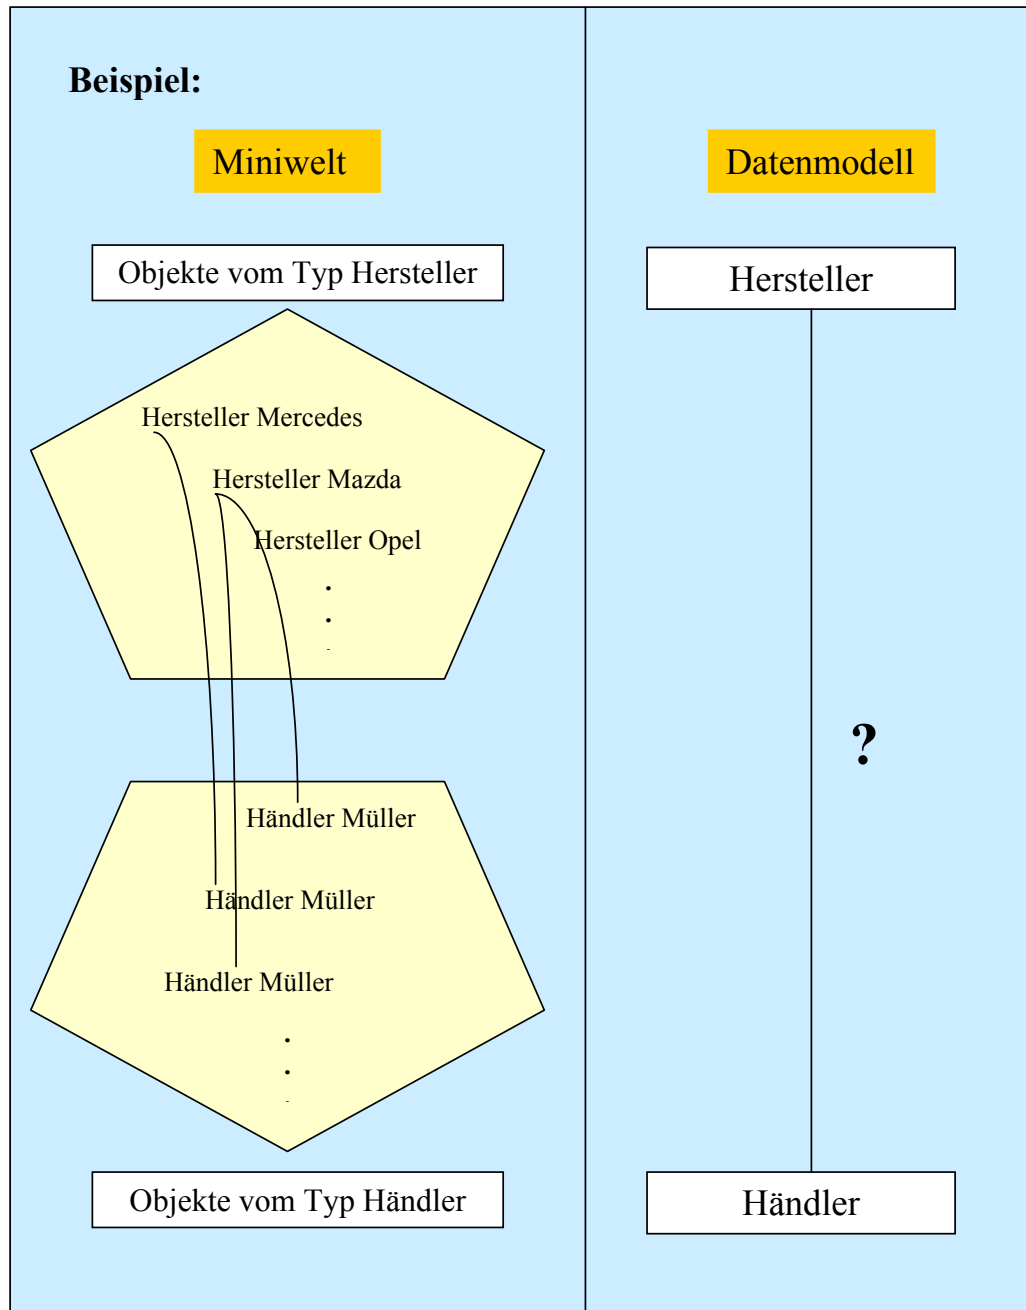 Beispiel:
Miniwelt
Objekte vom Typ Hersteller
Hersteller Mercedes
Hersteller Mazda
Hersteller Opel
.
.
.
Händler Müller
Händler Müller
Händler Müller
.
.
.
Objekte vom Typ Händler
Datenmodell
Hersteller
?
Händler